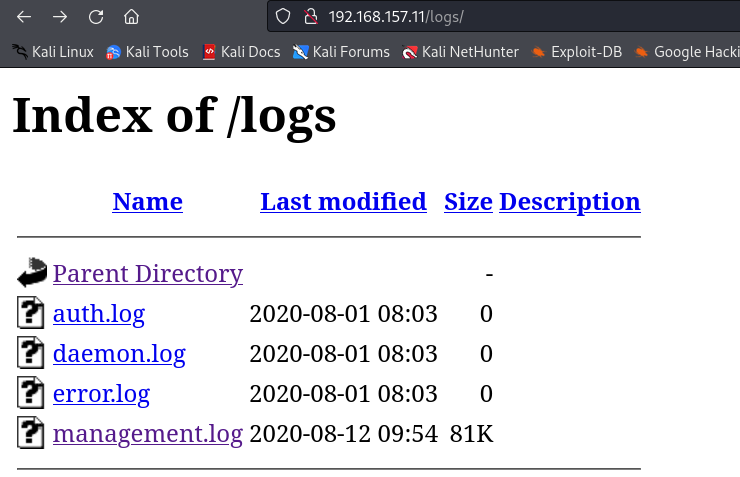 192.168.157.11/logs/
Kali Linux Kali Tools Kali Docs Kali Forums Kali NetHunter Exploit-DB Google Hacki
Index of /logs
Name Last modified Size Description
Parent Directory -
auth.log 2020-08-01 08:03 0
daemon.log 2020-08-01 08:03 0
error.log 2020-08-01 08:03 0
management.log 2020-08-12 09:54 81K